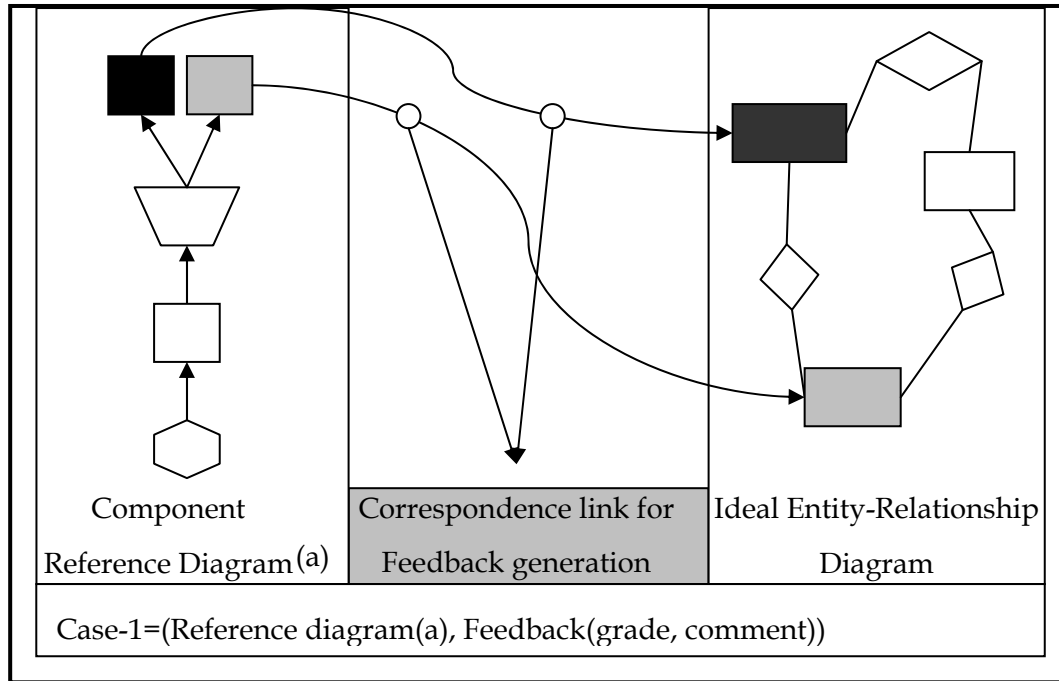 Component
Reference Diagram(a)
Correspondence link for
Feedback generation
Ideal Entity-Relationship
Diagram
Case-1=(Reference diagram(a), Feedback(grade, comment))